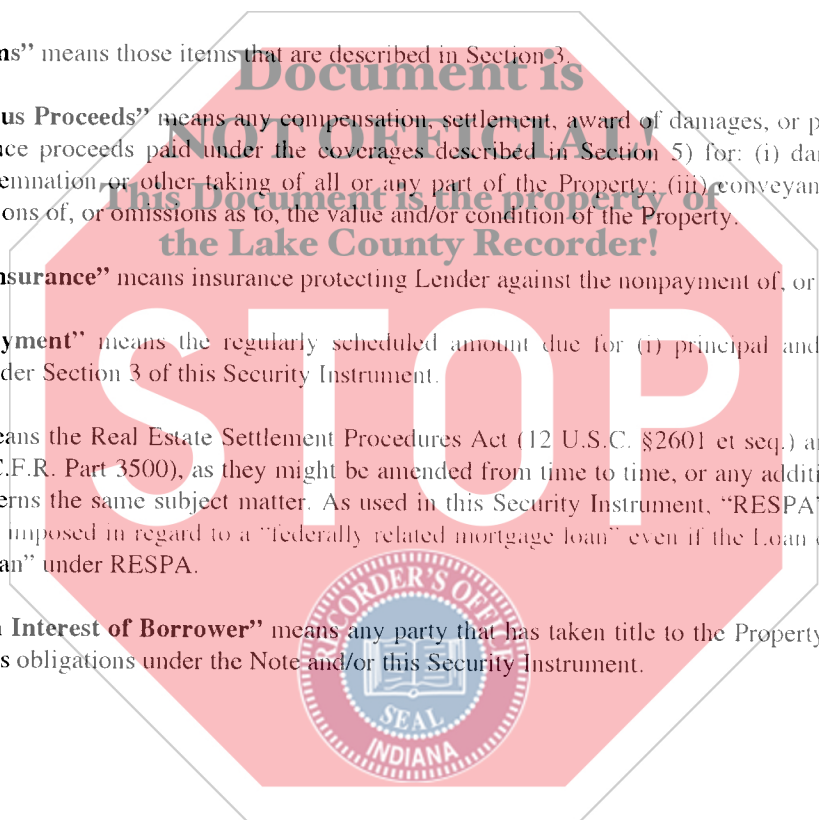 ns” means those items that are described in Section 3.
Document is
us Proceeds” means any compensation, settlement, award of damages, or p
NOT OFFICIAL!
nce proceeds paid under the coverages described in Section 5) for: (i) da
emnation or other taking of all or any part of the Property; (iii) conveyan
This Document is the property of
ons of, or omissions as to, the value and/or condition of the Property.
the Lake County Recorder!
nsurance” means insurance protecting Lender against the nonpayment of, or
yment” means the regularly scheduled amount due for (i) principal and
der Section 3 of this Security Instrument.
STOP
eans the Real Estate Settlement Procedures Act (12 U.S.C. §2601 et seq.) a
C.F.R. Part 3500), as they might be amended from time to time, or any additi
erns the same subject matter. As used in this Security Instrument, “RESPA”
imposed in regard to a “federally related mortgage loan” even if the Loan
an” under RESPA.
RECORDER'S OFFICE
n Interest of Borrower” means any party that has taken title to the Property
s obligations under the Note and/or this Security Instrument.
SEAL
INDIANA